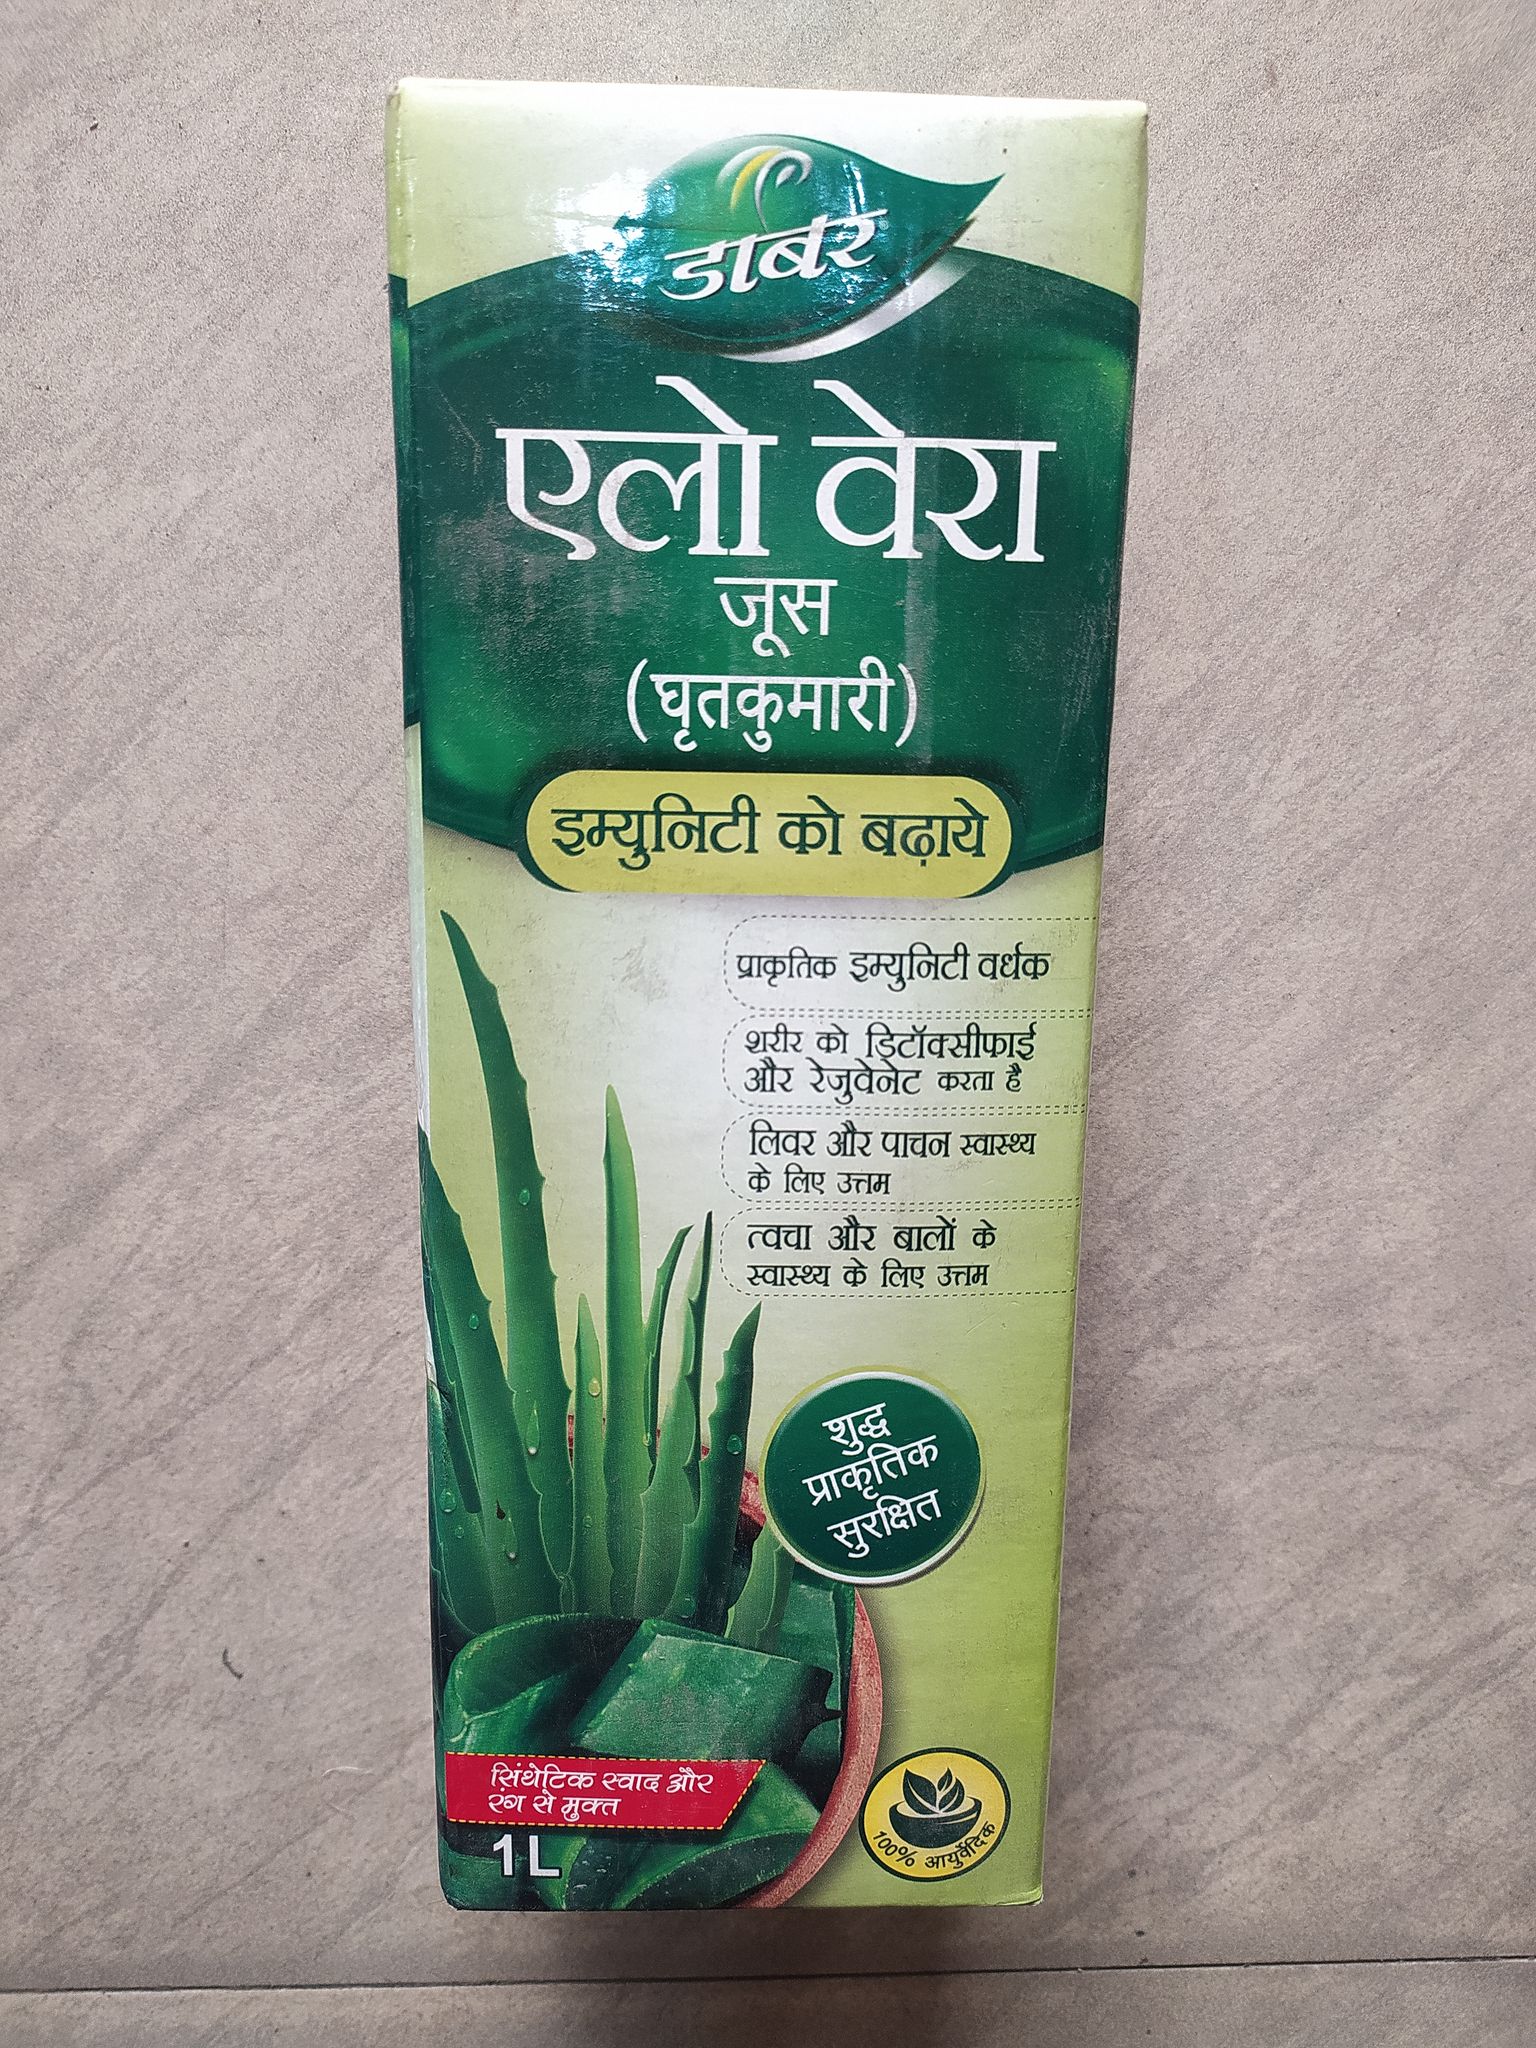 डाबर
एलो वेरा
जूस
(घृतकुमारी)
इम्युनिटी को बढ़ाये
प्राकृतिक इम्युनिटी वर्धक
शरीर को डिटॉक्सीफाई
और रेजुवेनेट करता है
लिवर और पाचन स्वास्थ्य
के लिए उत्तम
त्वचा और बालों के
स्वास्थ्य के लिए उत्तम
शुद्ध
प्राकृतिक
सुरक्षित
सिंथेटिक स्वाद और
रंग से मुक्त
1L
100% आयुर्वेदिक